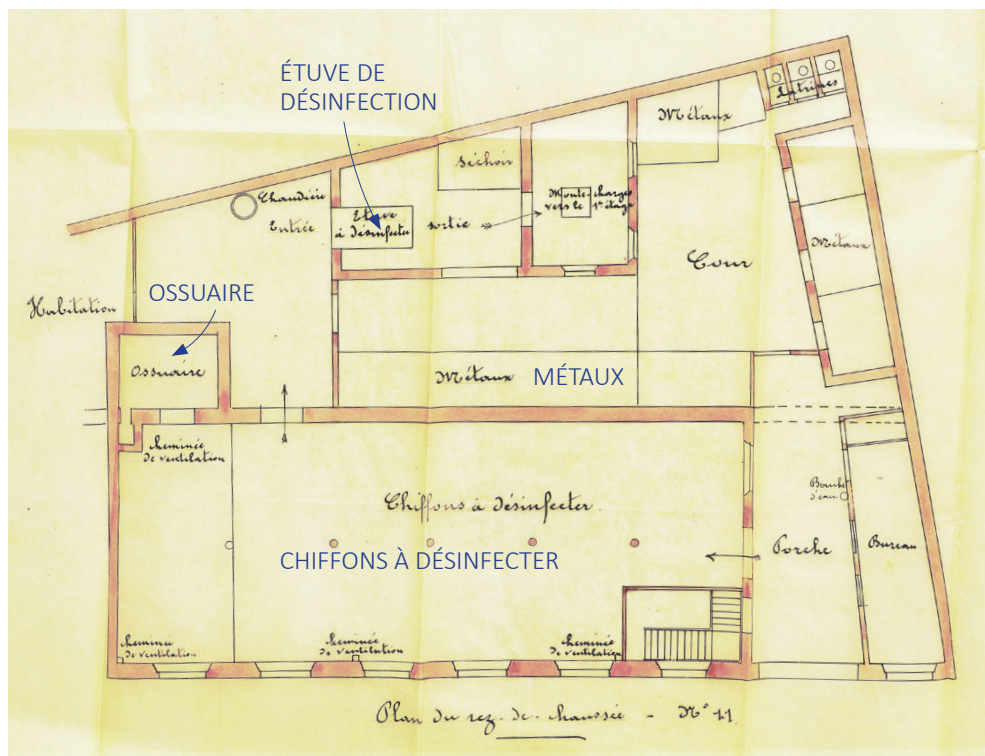 ÉTUVE DE
DÉSINFECTION
Latrines
Métaux
Séchoir
Chaudière
Monte-charges
vers le 1er étage
Entrée
Etuve
à désinfecter
sortie
Métaux
Cour
OSSUAIRE
Habitation
Ossuaire
Métaux
MÉTAUX
cheminée
de ventilation
Bouche
d'eau
Chiffons à désinfecter
Porche
Bureau
CHIFFONS À DÉSINFECTER
cheminée
de ventilation
cheminée
de ventilation
cheminée
de ventilation
Plan du rez-de-chaussée - N° 11